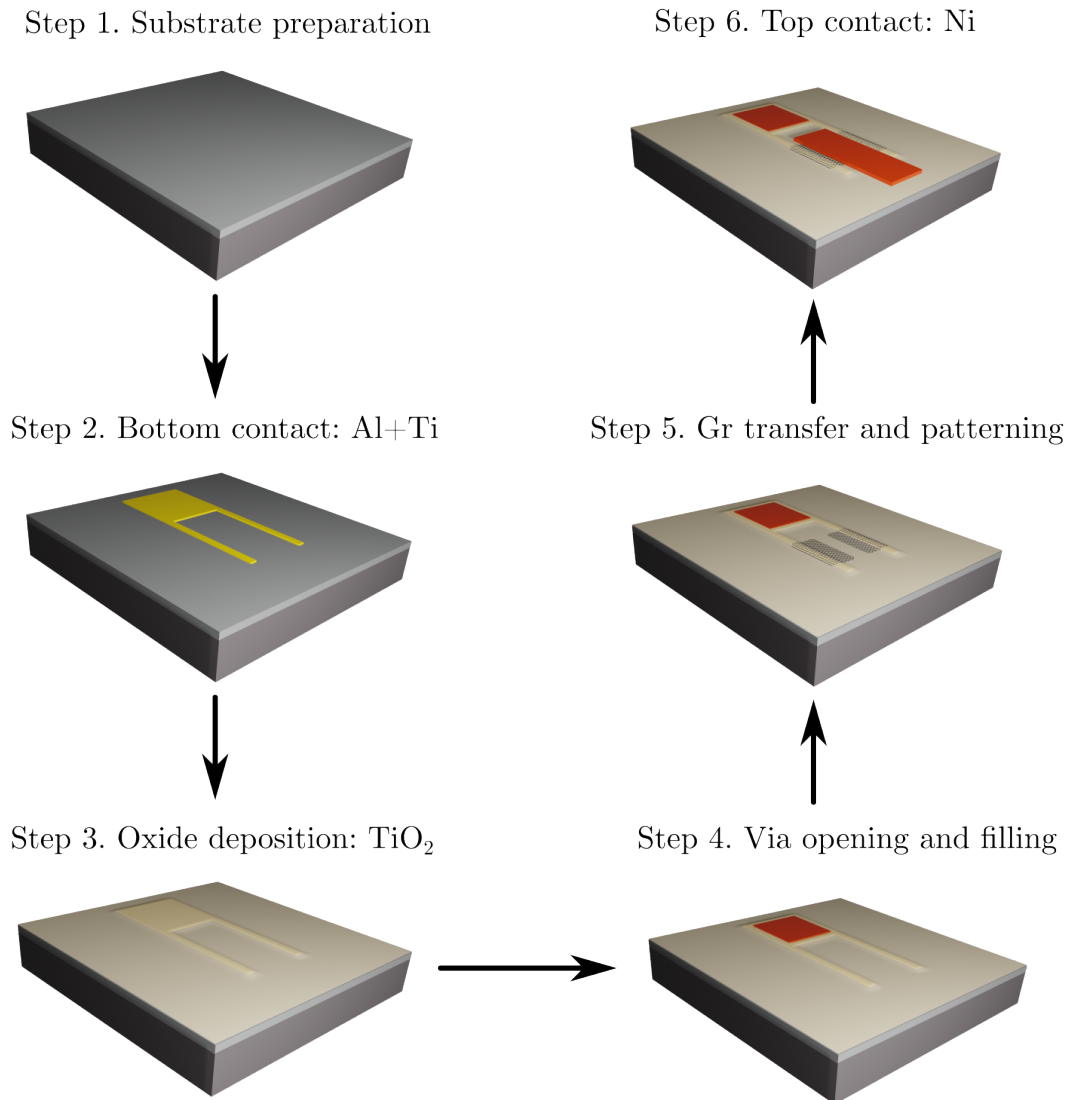 Step 1. Substrate preparation
Step 2. Bottom contact: Al+Ti
Step 3. Oxide deposition: TiO₂
Step 4. Via opening and filling
Step 5. Gr transfer and patterning
Step 6. Top contact: Ni